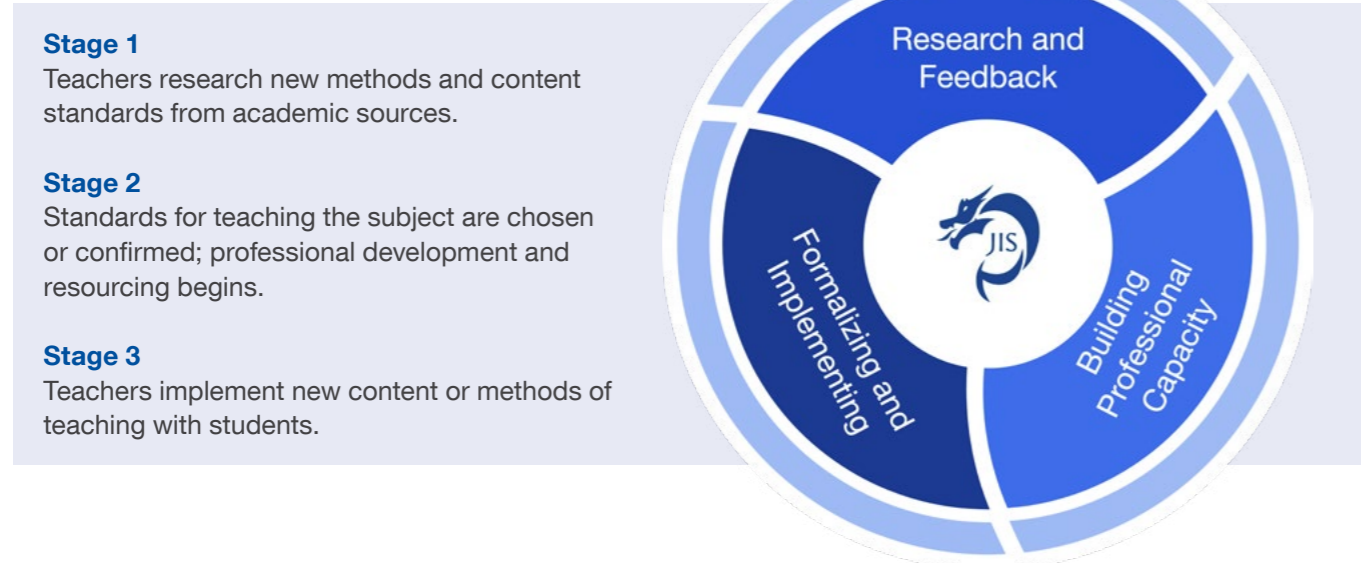 Stage 1
Teachers research new methods and content
standards from academic sources.
Stage 2
Standards for teaching the subject are chosen
or confirmed; professional development and
resourcing begins.
Stage 3
Teachers implement new content or methods of
teaching with students.
Research and
Feedback
Building
Professional
Capacity
Formalizing and
Implementing
JIS